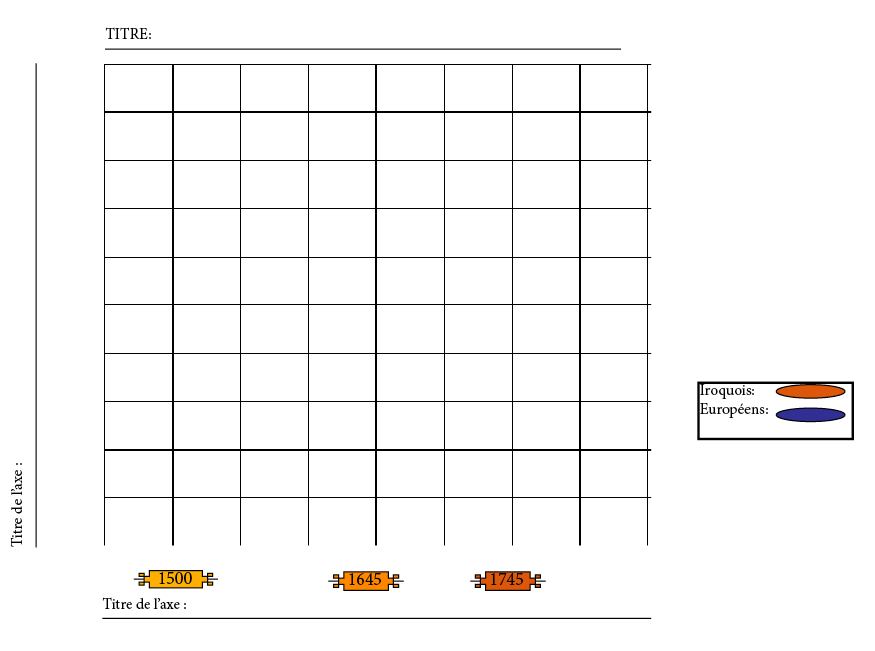 TITRE:
Titre de l'axe :
Iroquois:
Européens:
1500
1645
1745
Titre de l'axe :